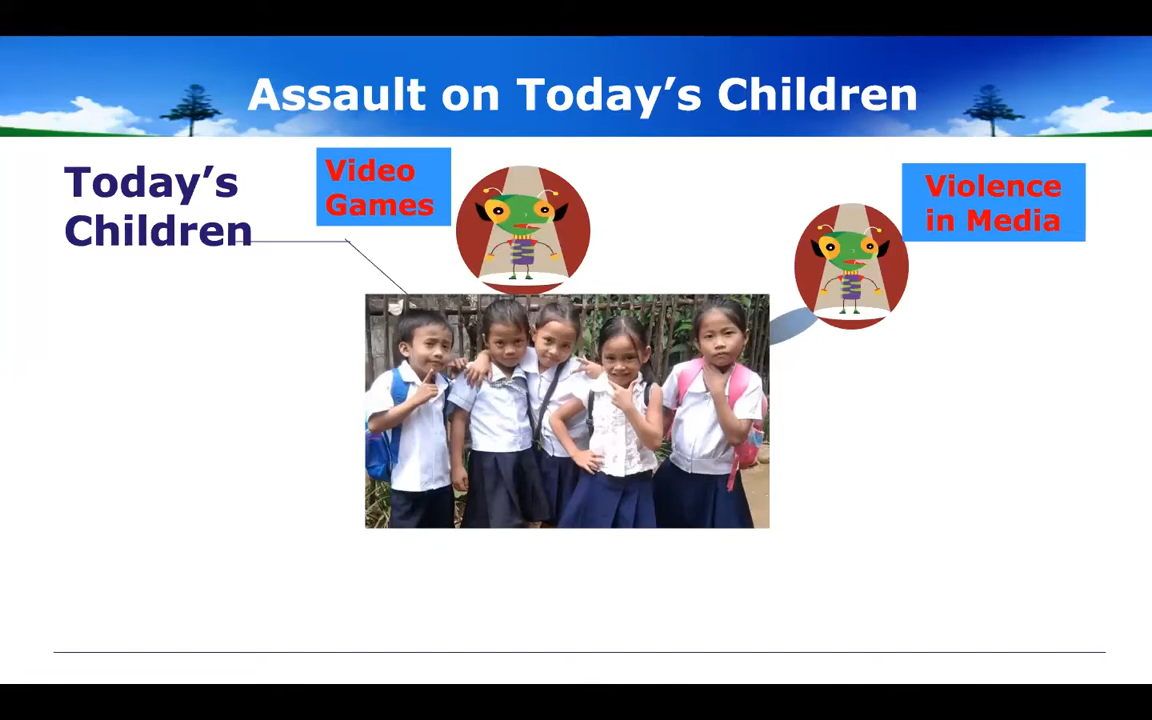 Assault on Today's Children
Today's
Children
Video
Games
Violence
in Media